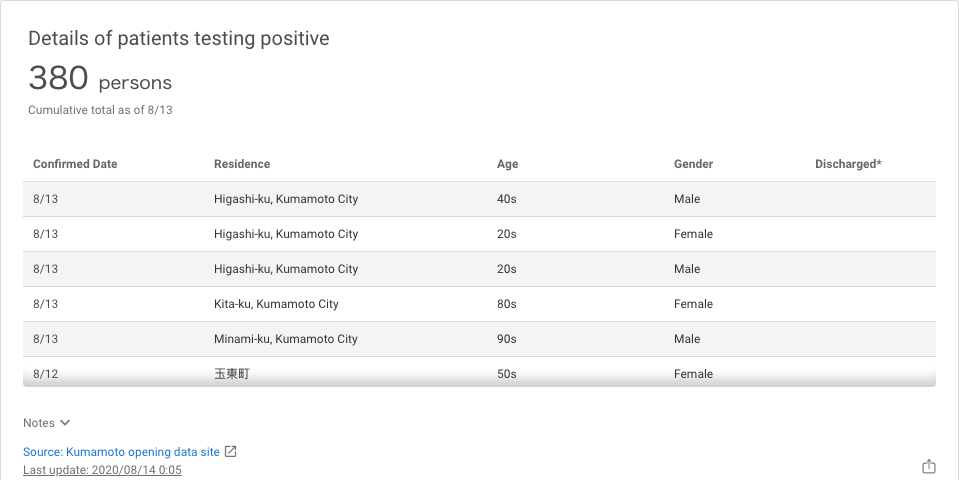 Details of patients testing positive
380 persons
Cumulative total as of 8/13
Confirmed Date Residence Age Gender Discharged*
8/13 Higashi-ku, Kumamoto City 40s Male
8/13 Higashi-ku, Kumamoto City 20s Female
8/13 Higashi-ku, Kumamoto City 20s Male
8/13 Kita-ku, Kumamoto City 80s Female
8/13 Minami-ku, Kumamoto City 90s Male
8/12 玉東町 50s Female
Notes
Source: Kumamoto opening data site
Last update: 2020/08/14 0:05